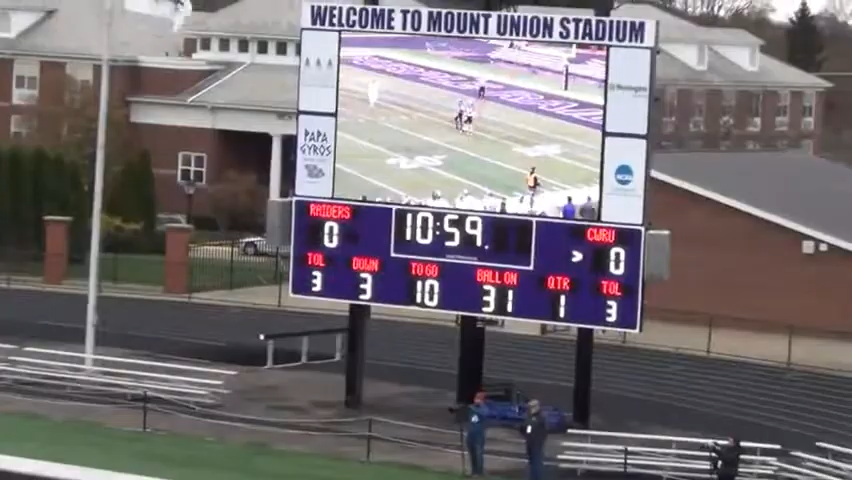 WELCOME TO MOUNT UNION STADIUM
PAPA
GYROS
NCAA
RAIDERS
0
10:59.
CWRU
> 0
TOL
3
DOWN
3
TO GO
10
BALL ON
31
QTR
1
TOL
3